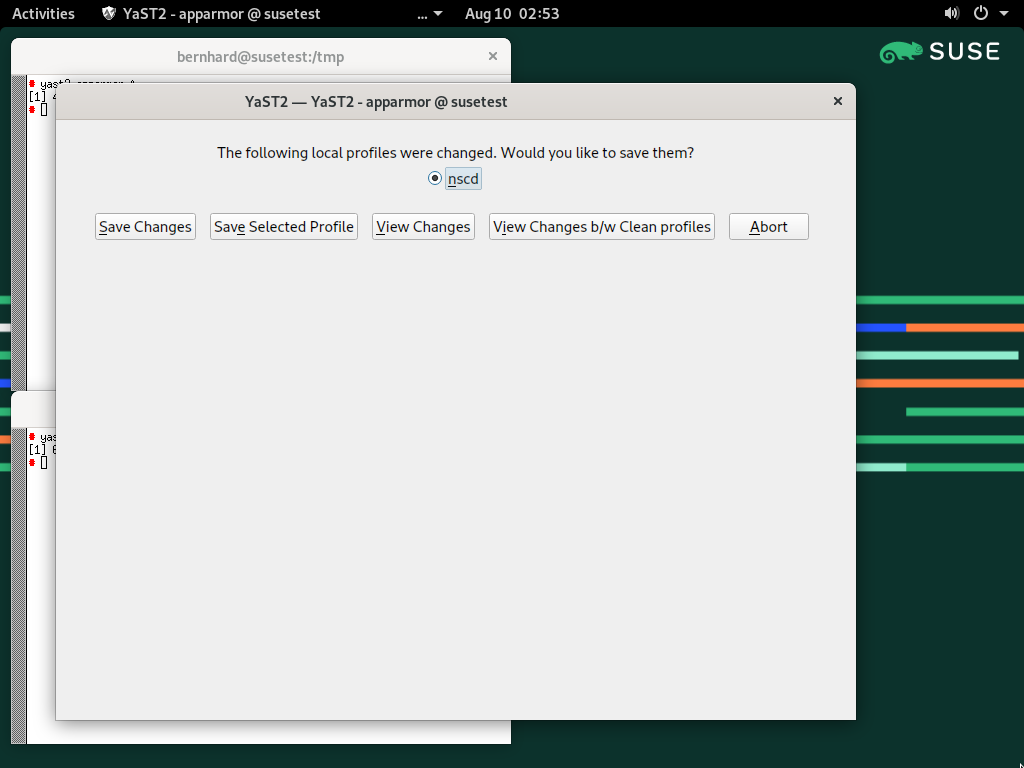 Activities YaST2 - apparmor @ susetest ... Aug 10 02:53
SUSE
bernhard@susetest:/tmp
[1]
YaST2 — YaST2 - apparmor @ susetest
The following local profiles were changed. Would you like to save them?
nscd
Save Changes Save Selected Profile View Changes View Changes b/w Clean profiles Abort
[1]